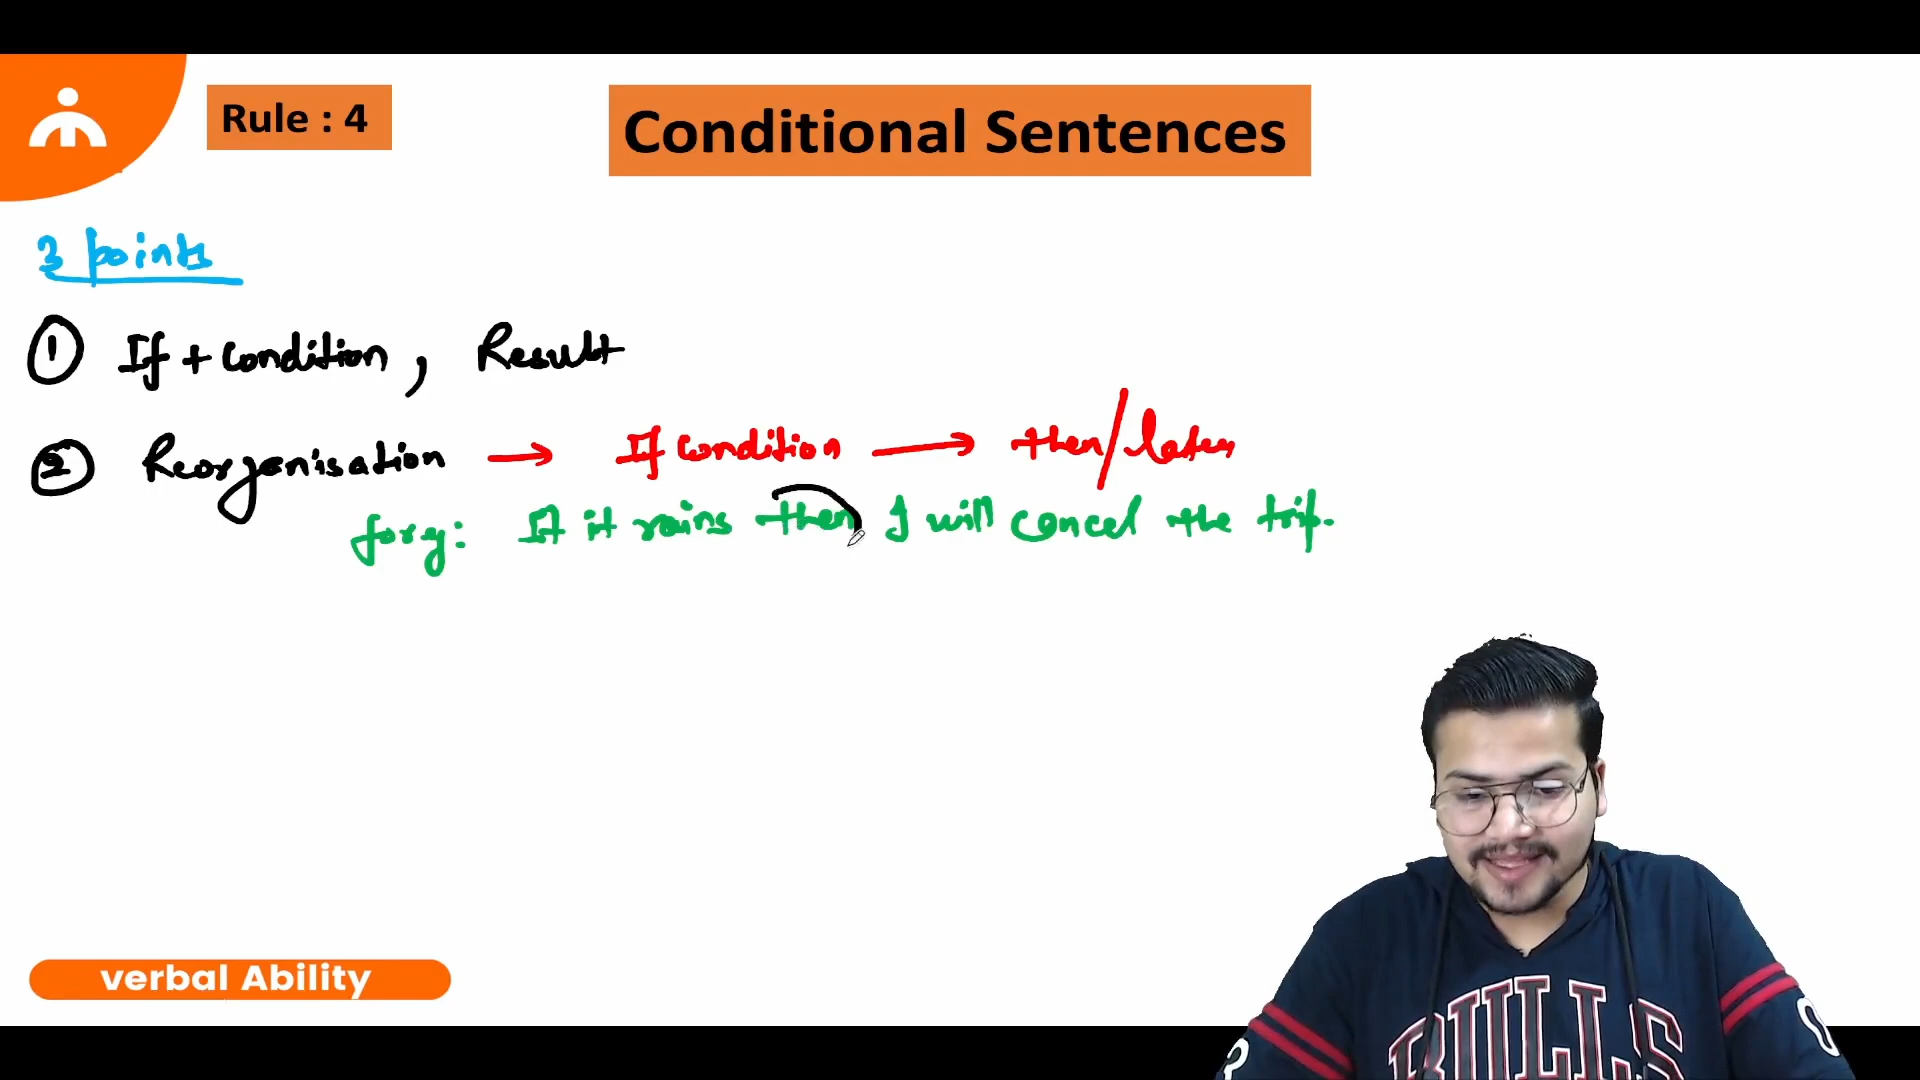 Rule : 4
Conditional Sentences
3 points
① If + condition, Result
② Reorganisation → If condition → then/later
for eg: If it rains then I will cancel the trip.
verbal Ability
BULLS